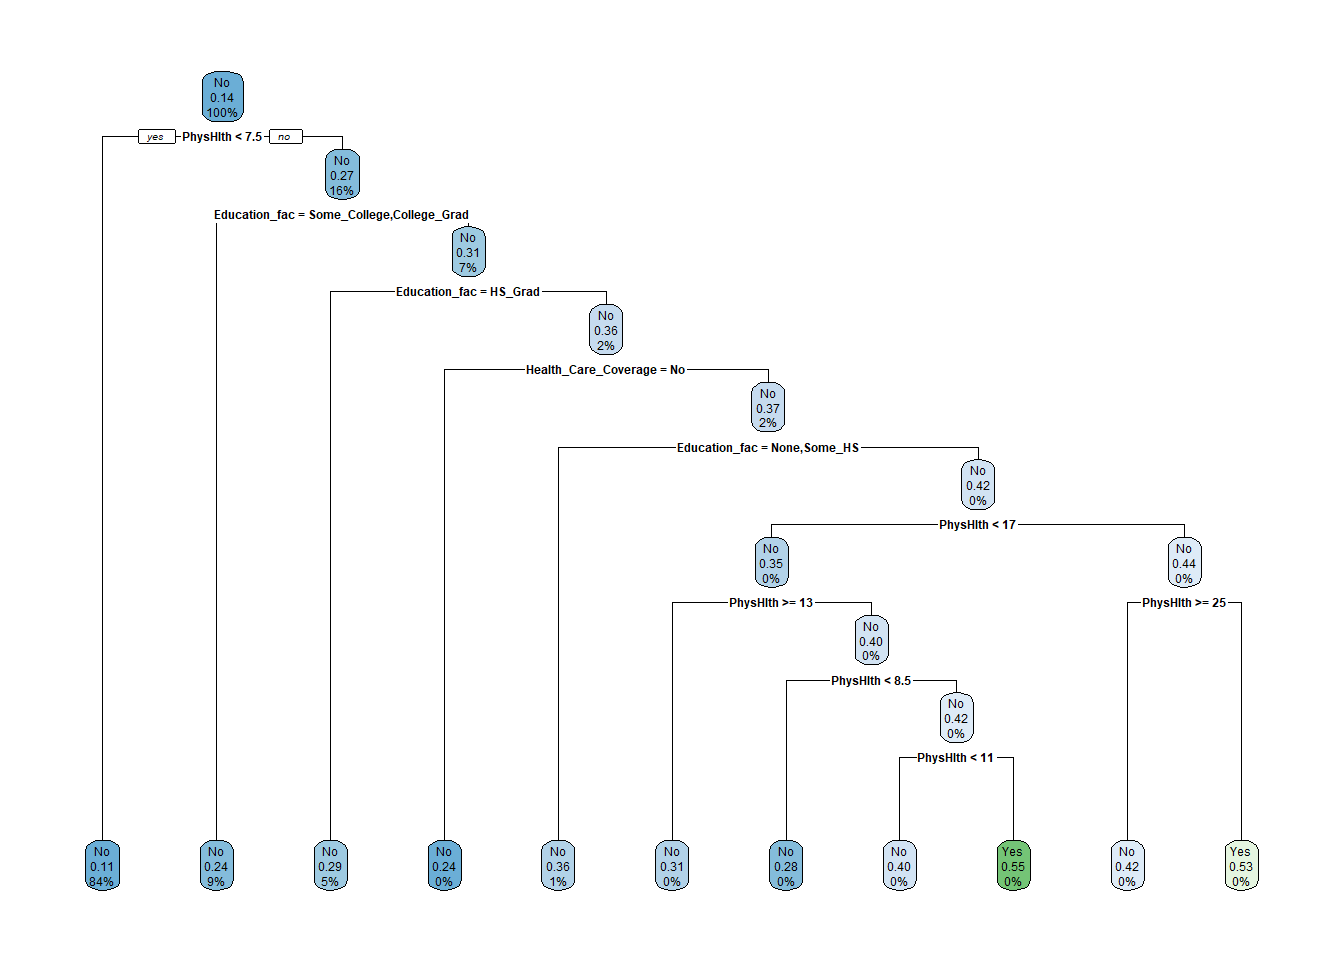 No
0.14
100%
yes PhysHlth < 7.5 no
No
0.27
16%
Education_fac = Some_College,College_Grad
No
0.31
7%
Education_fac = HS_Grad
No
0.36
2%
Health_Care_Coverage = No
No
0.37
2%
Education_fac = None,Some_HS
No
0.42
0%
PhysHlth < 17
No
0.35
0%
No
0.44
0%
PhysHlth >= 13
PhysHlth >= 25
No
0.40
0%
PhysHlth < 8.5
No
0.42
0%
PhysHlth < 11
No
0.11
84%
No
0.24
9%
No
0.29
5%
No
0.24
0%
No
0.36
1%
No
0.31
0%
No
0.28
0%
No
0.40
0%
Yes
0.55
0%
No
0.42
0%
Yes
0.53
0%